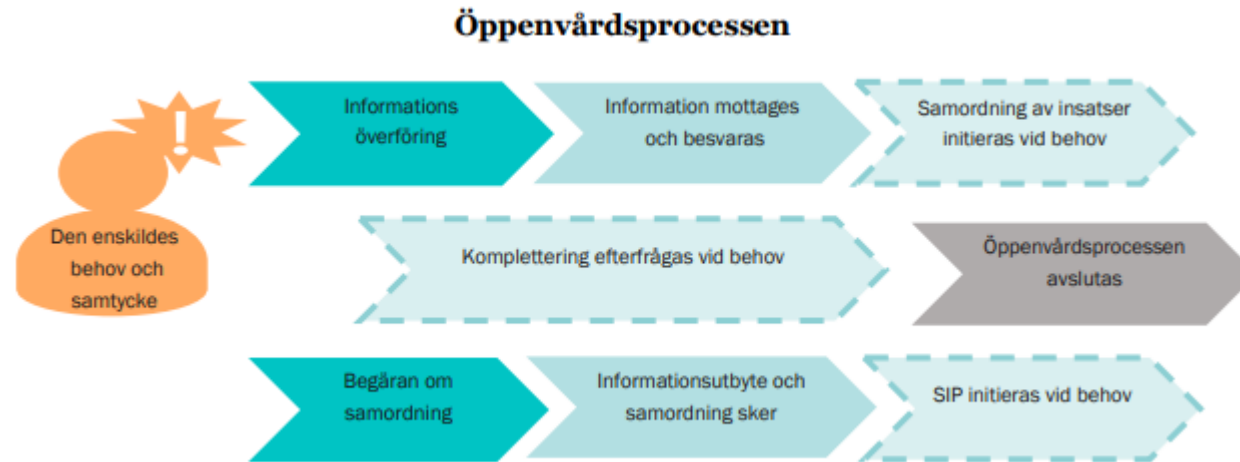 Öppenvårdsprocessen
Informations
överföring
Information mottages
och besvaras
Samordning av insatser
initieras vid behov
!
Den enskildes
behov och
samtycke
Komplettering efterfrågas vid behov
Öppenvårdsprocessen
avslutas
Begäran om
samordning
Informationsutbyte och
samordning sker
SIP initieras vid behov